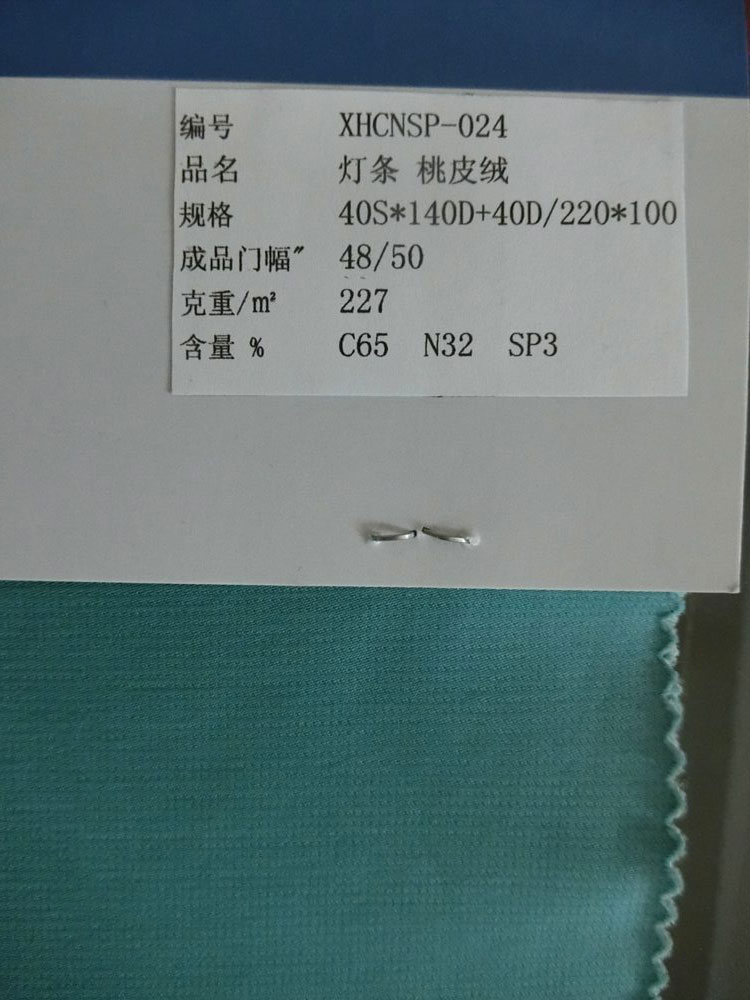 编号 XHCNSP-024
品名 灯条 桃皮绒
规格 40S*140D+40D/220*100
成品门幅" 48/50
克重/㎡ 227
含量 % C65 N32 SP3